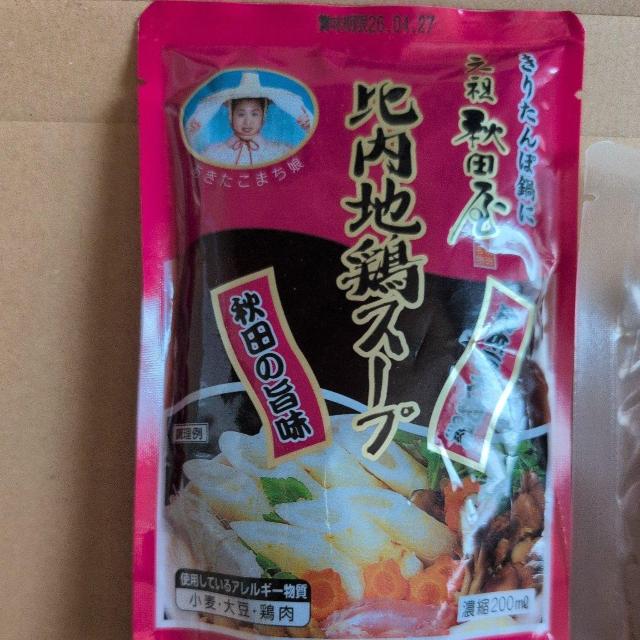 賞味期限26.04.27
きりたんぽ鍋に
元祖 秋田屋
比内地鶏スープ
あきたこまち娘
秋田の旨味
調理例
使用しているアレルギー物質
小麦・大豆・鶏肉
濃縮200mℓ